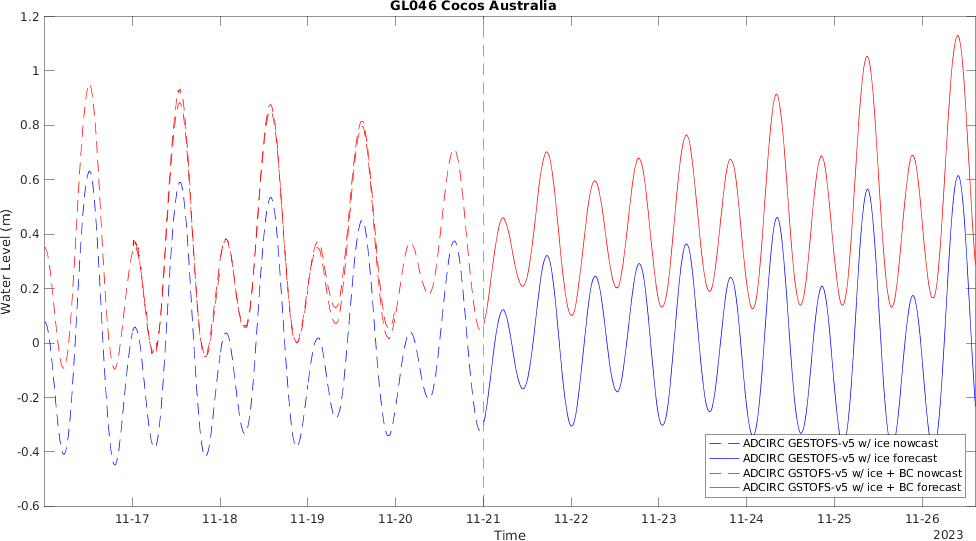 GL046 Cocos Australia
1.2
1
0.8
0.6
0.4
0.2
0
-0.2
-0.4
-0.6
Water Level (m)
ADCIRC GESTOFS-v5 w/ ice nowcast
ADCIRC GESTOFS-v5 w/ ice forecast
ADCIRC GSTOFS-v5 w/ ice + BC nowcast
ADCIRC GSTOFS-v5 w/ ice + BC forecast
11-17 11-18 11-19 11-20 11-21 11-22 11-23 11-24 11-25 11-26
Time
2023